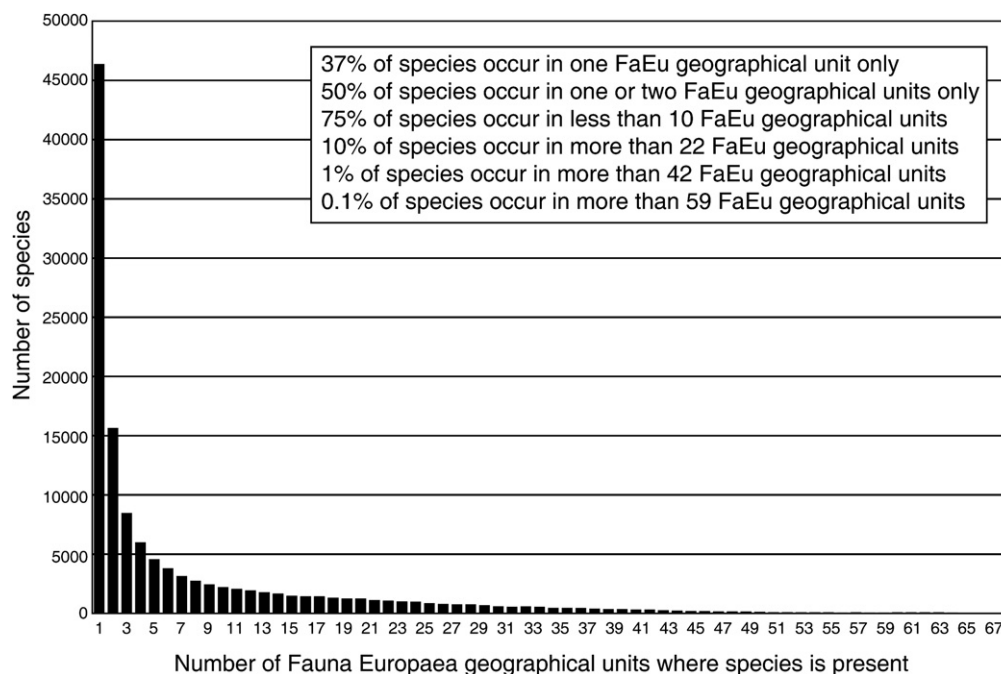 50000
45000
40000
35000
30000
25000
20000
15000
10000
5000
0
Number of species
37% of species occur in one FaEu geographical unit only
50% of species occur in one or two FaEu geographical units only
75% of species occur in less than 10 FaEu geographical units
10% of species occur in more than 22 FaEu geographical units
1% of species occur in more than 42 FaEu geographical units
0.1% of species occur in more than 59 FaEu geographical units
1 3 5 7 9 11 13 15 17 19 21 23 25 27 29 31 33 35 37 39 41 43 45 47 49 51 53 55 57 59 61 63 65 67
Number of Fauna Europaea geographical units where species is present